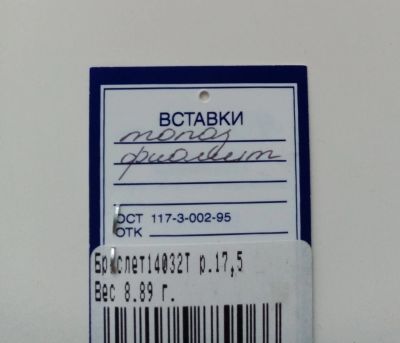 ВСТАВКИ
топаз
фианит
ОСТ 117-3-002-95
ОТК
Браслет14032Т р.17,5
Вес 8.89 г.